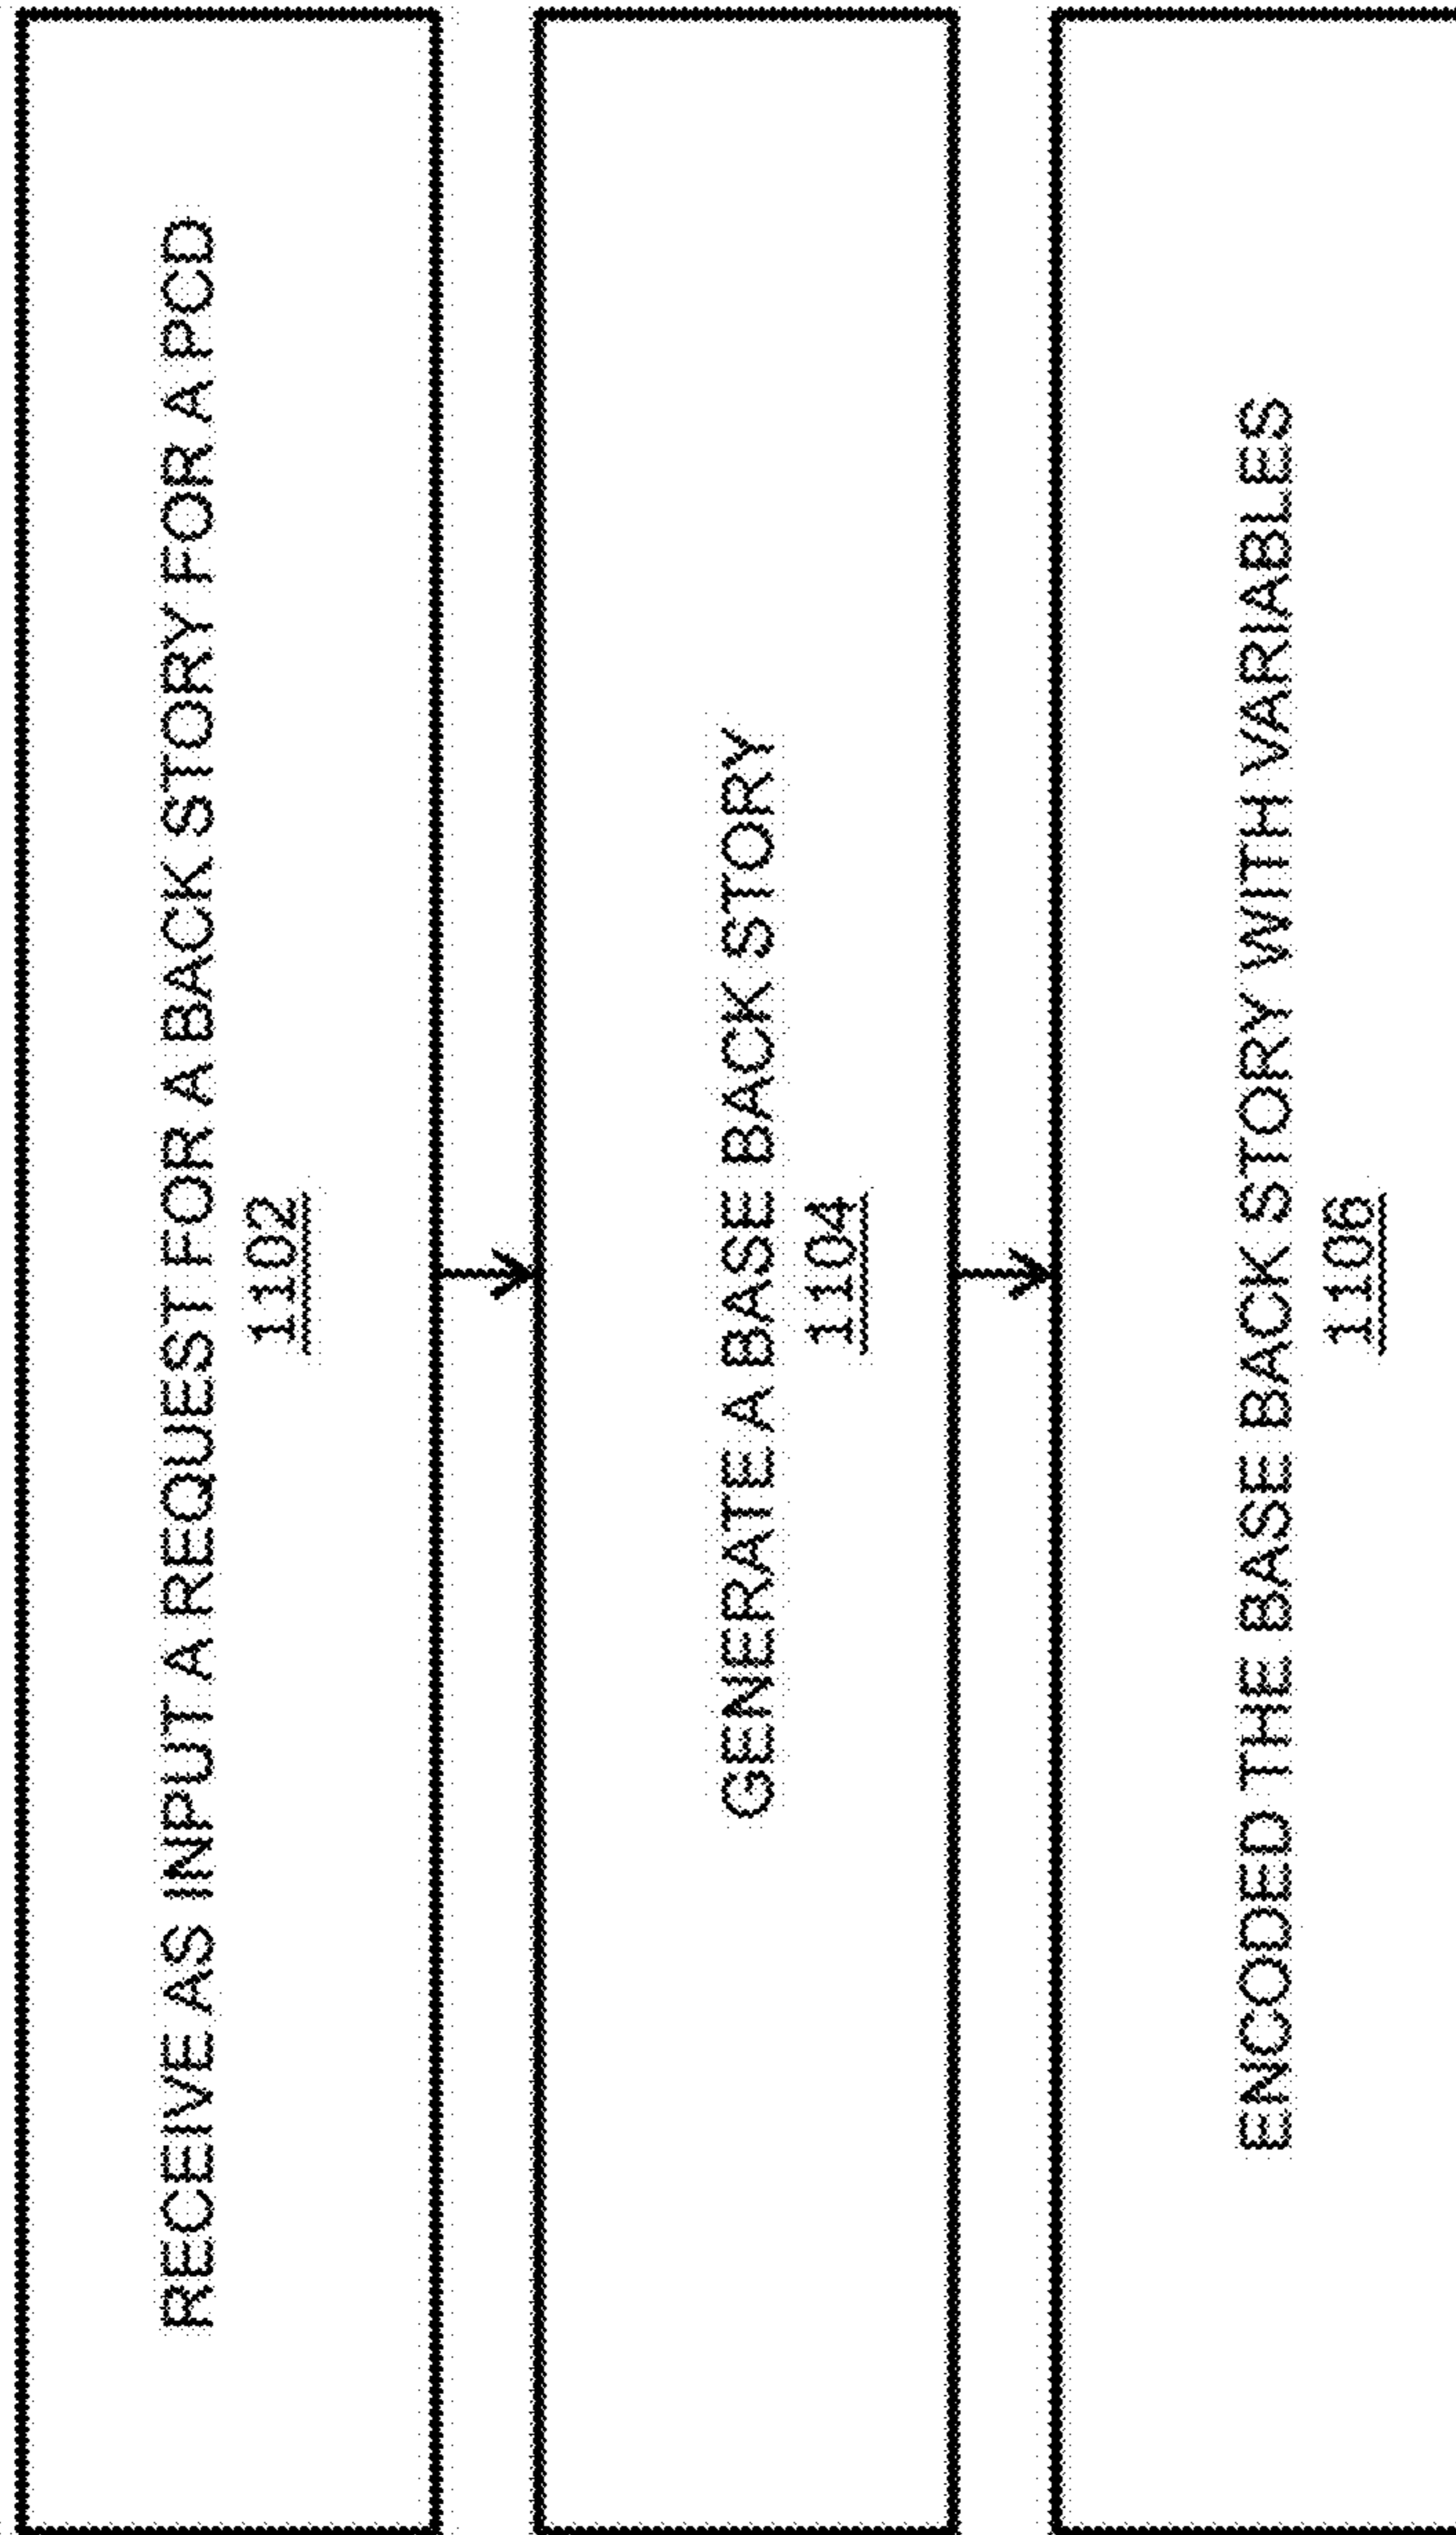 RECEIVE AS INPUT A REQUEST FOR A BACK STORY FOR A PCD
1102
GENERATE A BASE BACK STORY
1104
ENCODED THE BASE BACK STORY WITH VARIABLES
1106